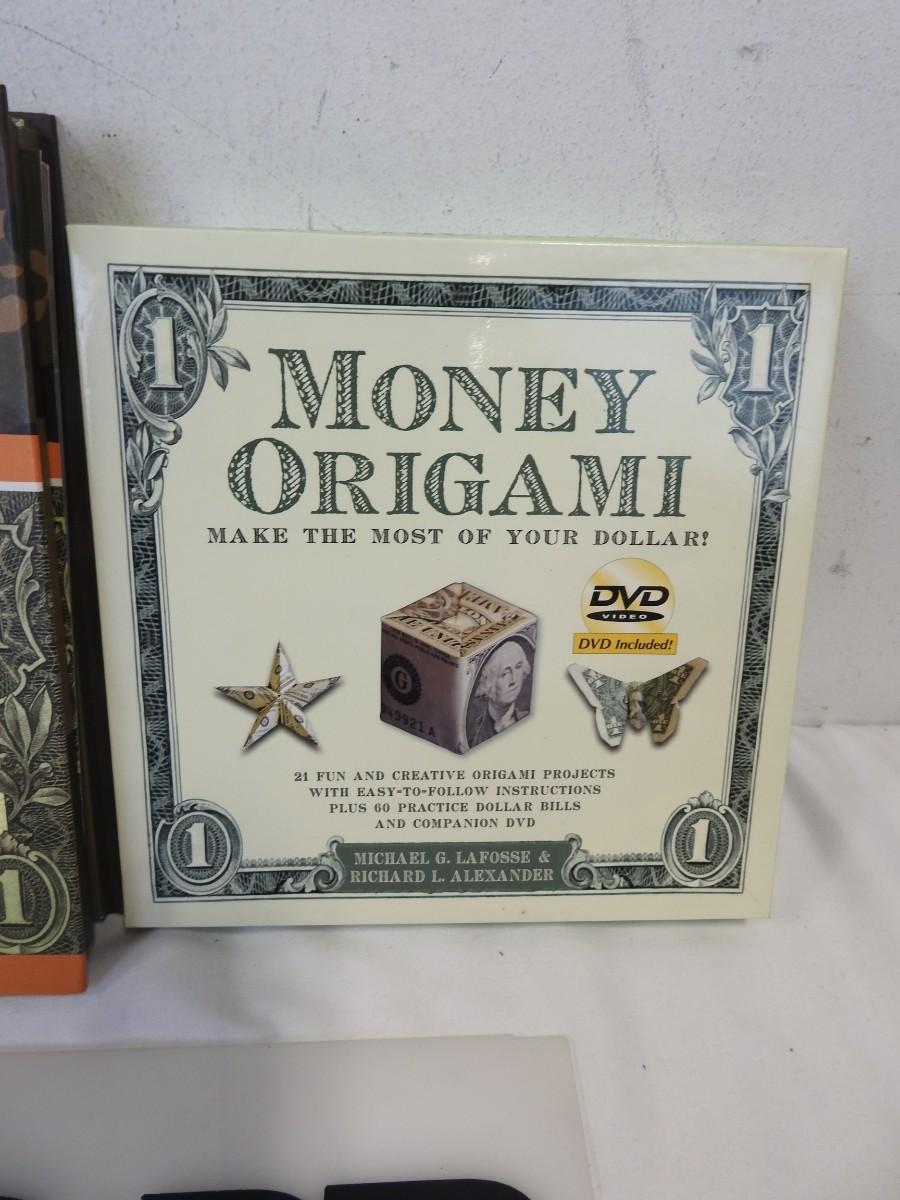 1
1
MONEY
ORIGAMI
MAKE THE MOST OF YOUR DOLLAR!
DVD
VIDEO
DVD Included!
G
49921A
21 FUN AND CREATIVE ORIGAMI PROJECTS
WITH EASY-TO-FOLLOW INSTRUCTIONS
PLUS 60 PRACTICE DOLLAR BILLS
AND COMPANION DVD
1
1
MICHAEL G. LAFOSSE &
RICHARD L. ALEXANDER
1